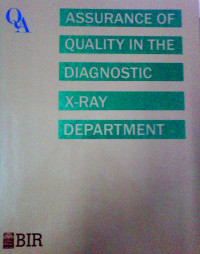 QA
ASSURANCE OF
QUALITY IN THE
DIAGNOSTIC
X-RAY
DEPARTMENT
BIR